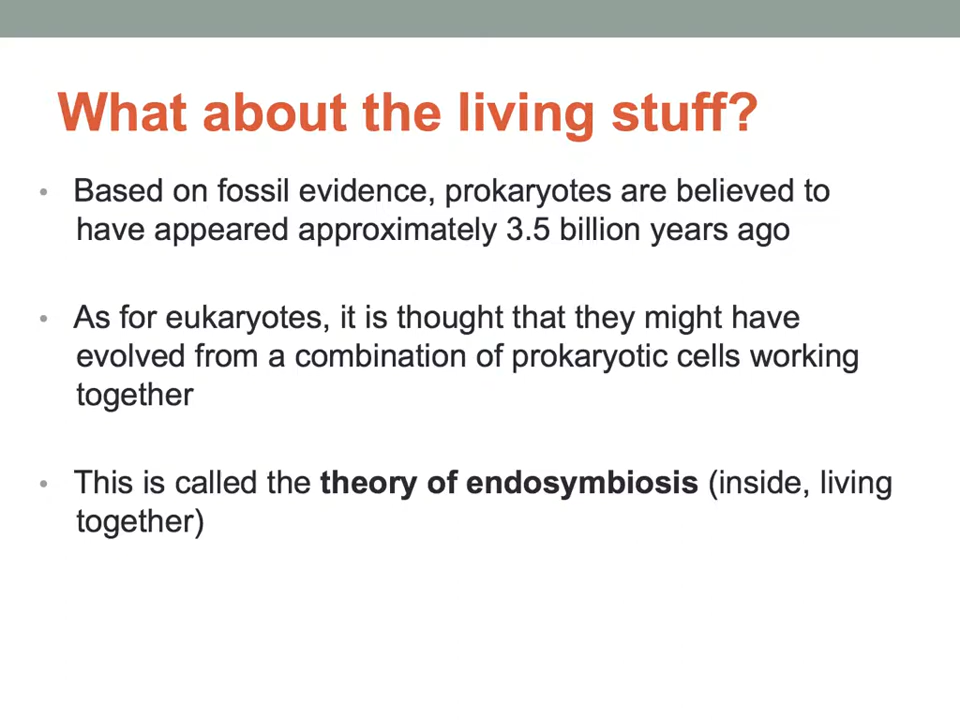 What about the living stuff?
• Based on fossil evidence, prokaryotes are believed to
have appeared approximately 3.5 billion years ago
• As for eukaryotes, it is thought that they might have
evolved from a combination of prokaryotic cells working
together
• This is called the theory of endosymbiosis (inside, living
together)